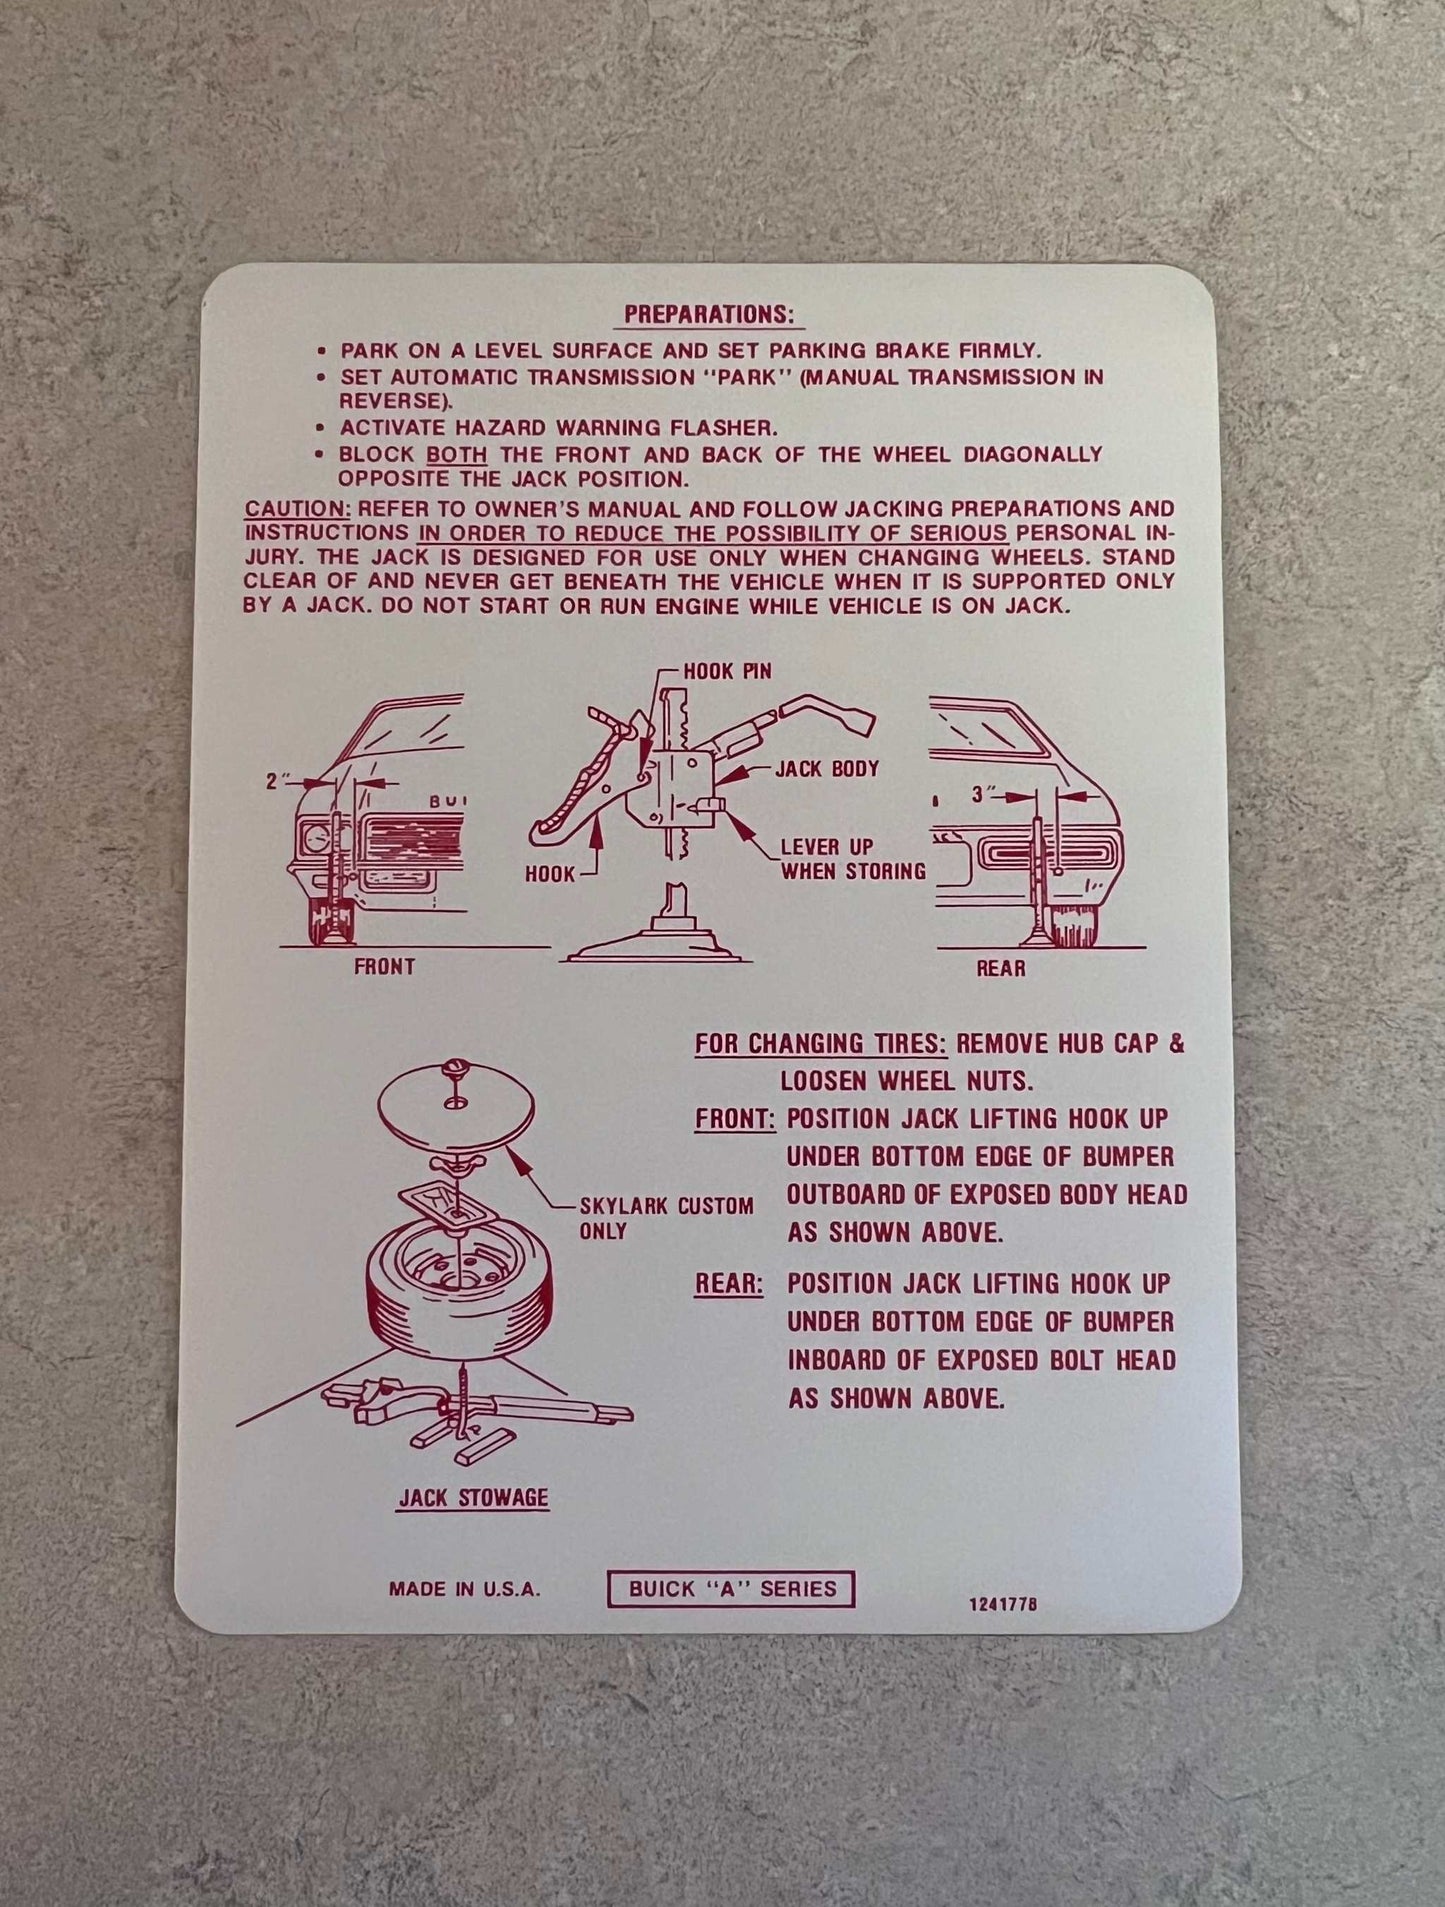 PREPARATIONS:
• PARK ON A LEVEL SURFACE AND SET PARKING BRAKE FIRMLY.
• SET AUTOMATIC TRANSMISSION "PARK" (MANUAL TRANSMISSION IN
REVERSE).
• ACTIVATE HAZARD WARNING FLASHER.
• BLOCK BOTH THE FRONT AND BACK OF THE WHEEL DIAGONALLY
OPPOSITE THE JACK POSITION.
CAUTION: REFER TO OWNER'S MANUAL AND FOLLOW JACKING PREPARATIONS AND
INSTRUCTIONS IN ORDER TO REDUCE THE POSSIBILITY OF SERIOUS PERSONAL IN-
JURY. THE JACK IS DESIGNED FOR USE ONLY WHEN CHANGING WHEELS. STAND
CLEAR OF AND NEVER GET BENEATH THE VEHICLE WHEN IT IS SUPPORTED ONLY
BY A JACK. DO NOT START OR RUN ENGINE WHILE VEHICLE IS ON JACK.
HOOK PIN
2"
BUI
JACK BODY
3"
LEVER UP
WHEN STORING
HOOK
FRONT
REAR
FOR CHANGING TIRES: REMOVE HUB CAP &
LOOSEN WHEEL NUTS.
FRONT: POSITION JACK LIFTING HOOK UP
UNDER BOTTOM EDGE OF BUMPER
OUTBOARD OF EXPOSED BODY HEAD
AS SHOWN ABOVE.
REAR: POSITION JACK LIFTING HOOK UP
UNDER BOTTOM EDGE OF BUMPER
INBOARD OF EXPOSED BOLT HEAD
AS SHOWN ABOVE.
SKYLARK CUSTOM
ONLY
JACK STOWAGE
MADE IN U.S.A.
BUICK "A" SERIES
1241778